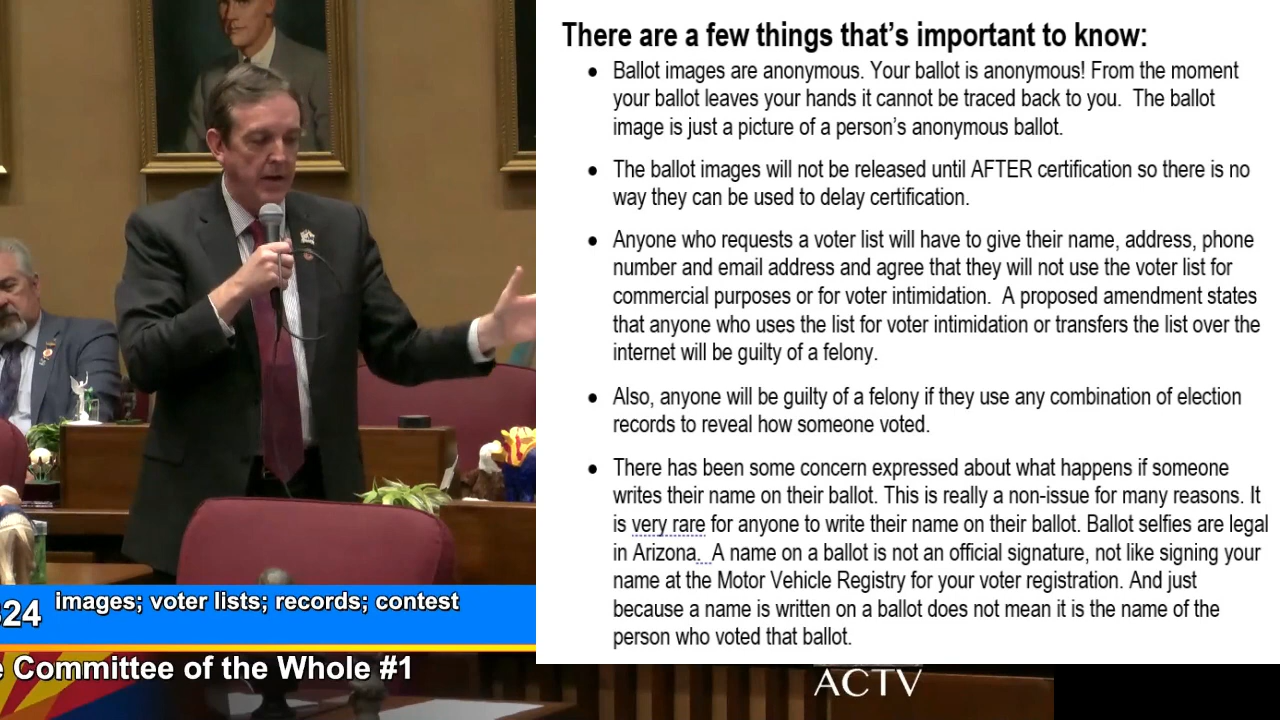 There are a few things that's important to know:
• Ballot images are anonymous. Your ballot is anonymous! From the moment
your ballot leaves your hands it cannot be traced back to you. The ballot
image is just a picture of a person's anonymous ballot.
• The ballot images will not be released until AFTER certification so there is no
way they can be used to delay certification.
• Anyone who requests a voter list will have to give their name, address, phone
number and email address and agree that they will not use the voter list for
commercial purposes or for voter intimidation. A proposed amendment states
that anyone who uses the list for voter intimidation or transfers the list over the
internet will be guilty of a felony.
• Also, anyone will be guilty of a felony if they use any combination of election
records to reveal how someone voted.
• There has been some concern expressed about what happens if someone
writes their name on their ballot. This is really a non-issue for many reasons. It
is very rare for anyone to write their name on their ballot. Ballot selfies are legal
in Arizona. A name on a ballot is not an official signature, not like signing your
name at the Motor Vehicle Registry for your voter registration. And just
because a name is written on a ballot does not mean it is the name of the
person who voted that ballot.
24 images; voter lists; records; contest
e Committee of the Whole #1
ACTV